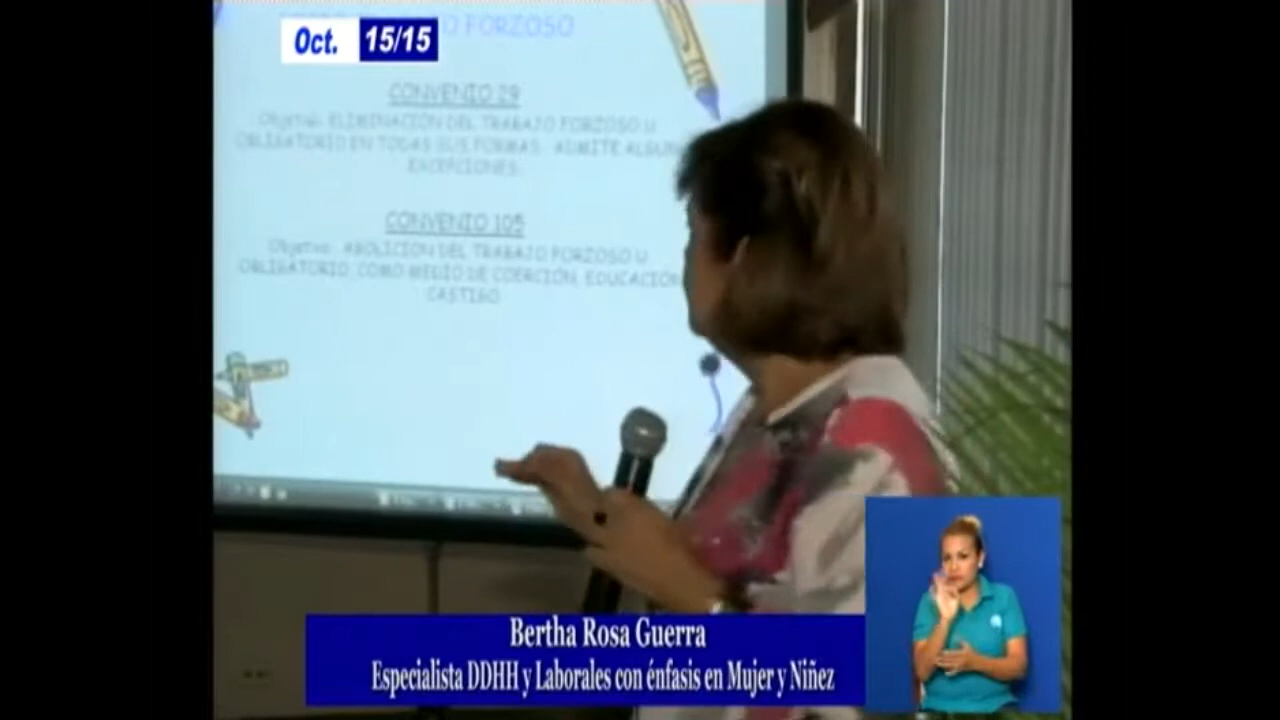 Oct. 15/15
FORZOSO
CONVENIO 29
Objetivo: ELIMINACION DEL TRABAJO FORZOSO U
OBLIGATORIO EN TODAS SUS FORMAS. ADMITE
EXCEPCIONES.
CONVENIO 105
Objetivo: ABOLICION DEL TRABAJO FORZOSO U
OBLIGATORIO, COMO MEDIO DE COERCIÓN, EDUCACION
CASTIGO
Bertha Rosa Guerra
Especialista DDHH y Laborales con énfasis en Mujer y Niñez